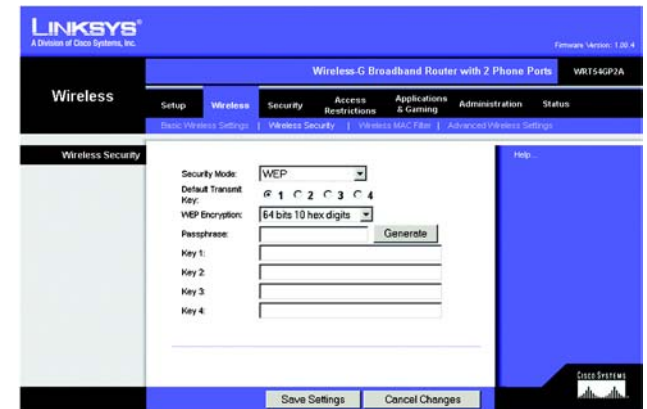 LINKSYS®
A Division of Cisco Systems, Inc.
Firmware Version: 1.00.4
Wireless-G Broadband Router with 2 Phone Ports WRT54GP2A
Wireless
Setup Wireless Security Access Restrictions Applications & Gaming Administration Status
Basic Wireless Settings | Wireless Security | Wireless MAC Filter | Advanced Wireless Settings
Wireless Security
Help...
Security Mode: WEP
Default Transmit Key: 1 2 3 4
WEP Encryption: 64 bits 10 hex digits
Passphrase: Generate
Key 1:
Key 2:
Key 3:
Key 4:
CISCO SYSTEMS
Save Settings Cancel Changes